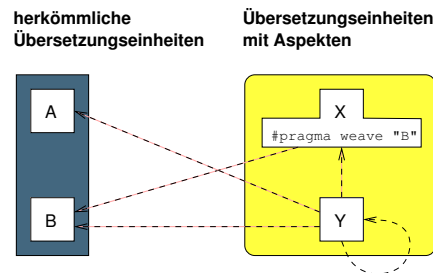 herkömmliche
Übersetzungseinheiten
Übersetzungseinheiten
mit Aspekten
A
X
#pragma weave "B"
B
Y